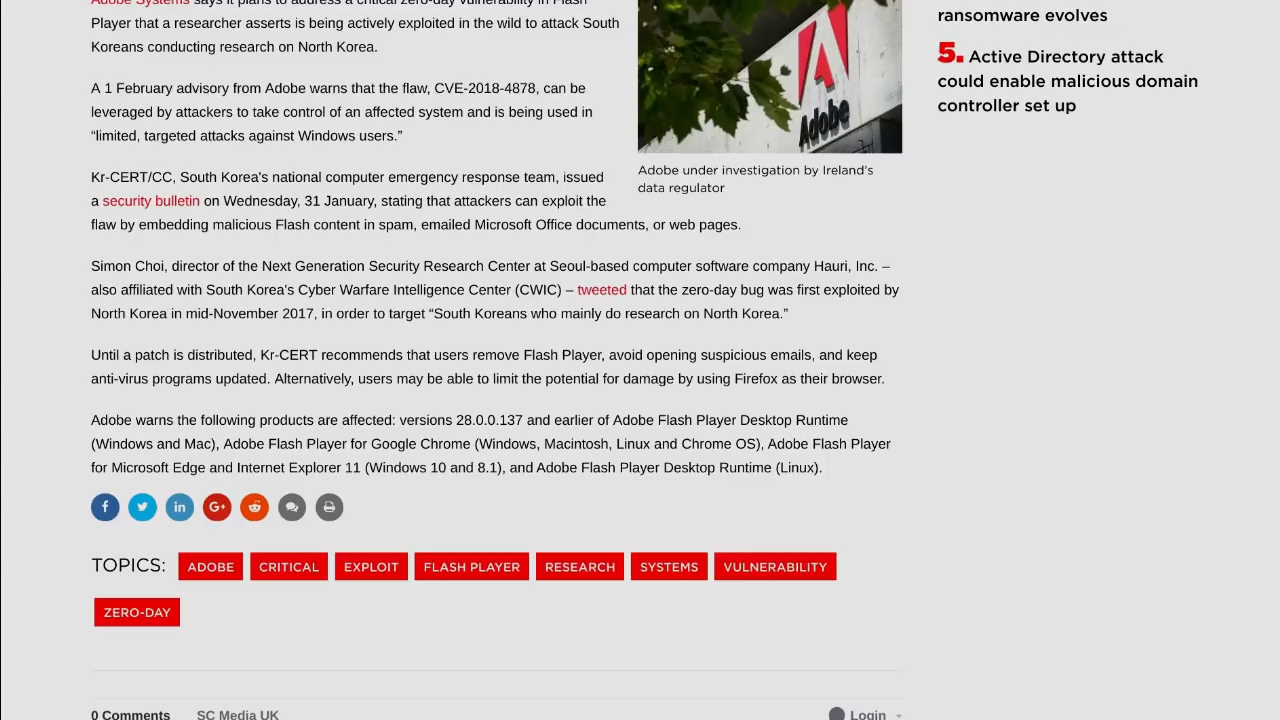 Adobe Systems says it plans to address a critical zero-day vulnerability in Flash
Player that a researcher asserts is being actively exploited in the wild to attack South
Koreans conducting research on North Korea.
A 1 February advisory from Adobe warns that the flaw, CVE-2018-4878, can be
leveraged by attackers to take control of an affected system and is being used in
“limited, targeted attacks against Windows users.”
Adobe
Adobe under investigation by Ireland's
data regulator
Kr-CERT/CC, South Korea's national computer emergency response team, issued
a security bulletin on Wednesday, 31 January, stating that attackers can exploit the
flaw by embedding malicious Flash content in spam, emailed Microsoft Office documents, or web pages.
Simon Choi, director of the Next Generation Security Research Center at Seoul-based computer software company Hauri, Inc. –
also affiliated with South Korea's Cyber Warfare Intelligence Center (CWIC) – tweeted that the zero-day bug was first exploited by
North Korea in mid-November 2017, in order to target “South Koreans who mainly do research on North Korea.”
Until a patch is distributed, Kr-CERT recommends that users remove Flash Player, avoid opening suspicious emails, and keep
anti-virus programs updated. Alternatively, users may be able to limit the potential for damage by using Firefox as their browser.
Adobe warns the following products are affected: versions 28.0.0.137 and earlier of Adobe Flash Player Desktop Runtime
(Windows and Mac), Adobe Flash Player for Google Chrome (Windows, Macintosh, Linux and Chrome OS), Adobe Flash Player
for Microsoft Edge and Internet Explorer 11 (Windows 10 and 8.1), and Adobe Flash Player Desktop Runtime (Linux).
TOPICS: ADOBE CRITICAL EXPLOIT FLASH PLAYER RESEARCH SYSTEMS VULNERABILITY
ZERO-DAY
0 Comments SC Media UK Login
ransomware evolves
5. Active Directory attack
could enable malicious domain
controller set up